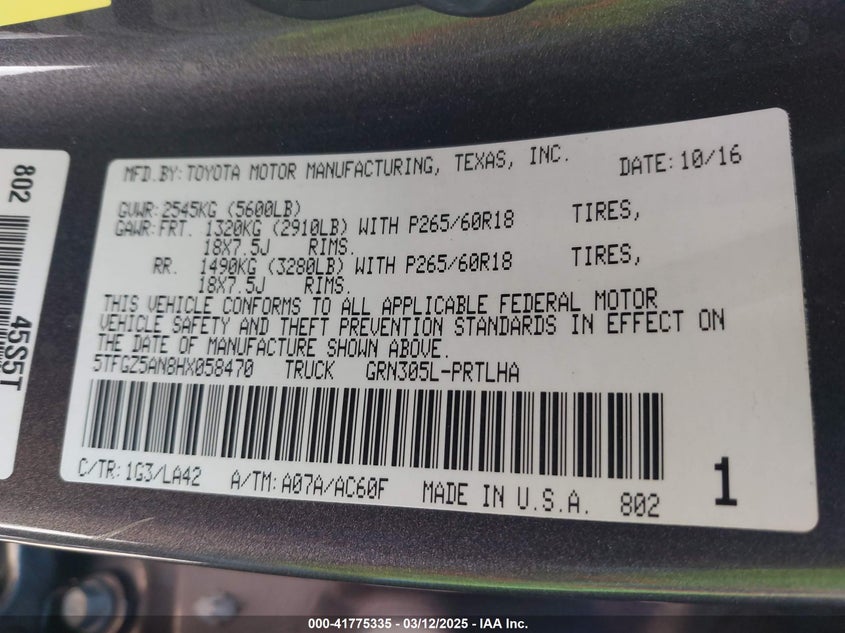 MFD.BY:TOYOTA MOTOR MANUFACTURING, TEXAS, INC. DATE:10/16
GVWR:2545KG (5600LB)
GAWR:FRT. 1320KG (2910LB) WITH P265/60R18 TIRES,
18X7.5J RIMS.
RR. 1490KG (3280LB) WITH P265/60R18 TIRES,
18X7.5J RIMS.
THIS VEHICLE CONFORMS TO ALL APPLICABLE FEDERAL MOTOR
VEHICLE SAFETY AND THEFT PREVENTION STANDARDS IN EFFECT ON
THE DATE OF MANUFACTURE SHOWN ABOVE.
5TFGZ5AN8HX058470 TRUCK GRN305L-PRTLHA
C/TR:1G3/LA42 A/TM:A07A/AC60F MADE IN U.S.A. 802
1
802
45S5T
000-41775335 - 03/12/2025 - IAA Inc.